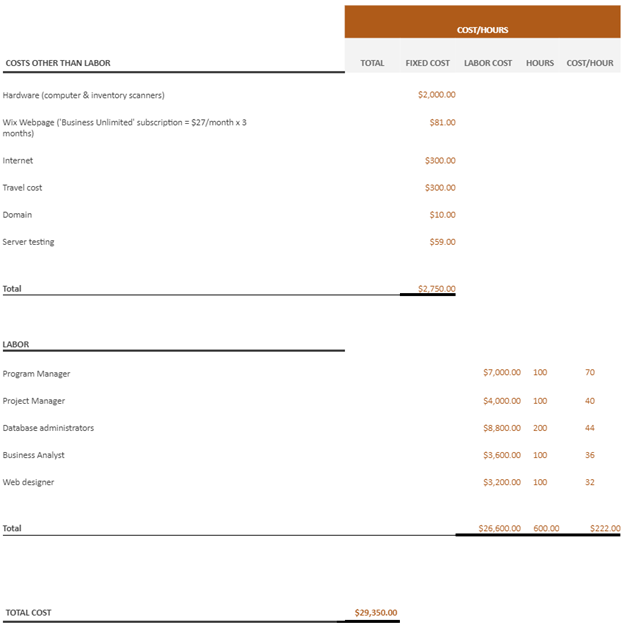 COST/HOURS
COSTS OTHER THAN LABOR TOTAL FIXED COST LABOR COST HOURS COST/HOUR
Hardware (computer & inventory scanners) $2,000.00
Wix Webpage ('Business Unlimited' subscription = $27/month x 3 $81.00
months)
Internet $300.00
Travel cost $300.00
Domain $10.00
Server testing $59.00
Total $2,750.00
LABOR
Program Manager $7,000.00 100 70
Project Manager $4,000.00 100 40
Database administrators $8,800.00 200 44
Business Analyst $3,600.00 100 36
Web designer $3,200.00 100 32
Total $26,600.00 600.00 $222.00
TOTAL COST $29,350.00